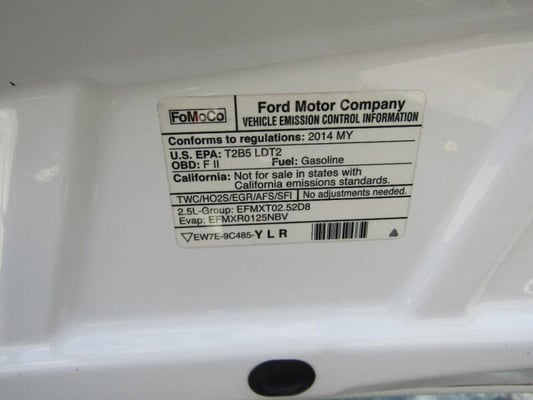 FoMoCo
Ford Motor Company
VEHICLE EMISSION CONTROL INFORMATION
Conforms to regulations: 2014 MY
U.S. EPA: T2B5 LDT2
OBD: F II Fuel: Gasoline
California: Not for sale in states with
California emissions standards.
TWC/HO2S/EGR/AFS/SFI No adjustments needed.
2.5L-Group: EFMXT02.52D8
Evap: EFMXR0125NBV
EW7E-9C485-Y L R